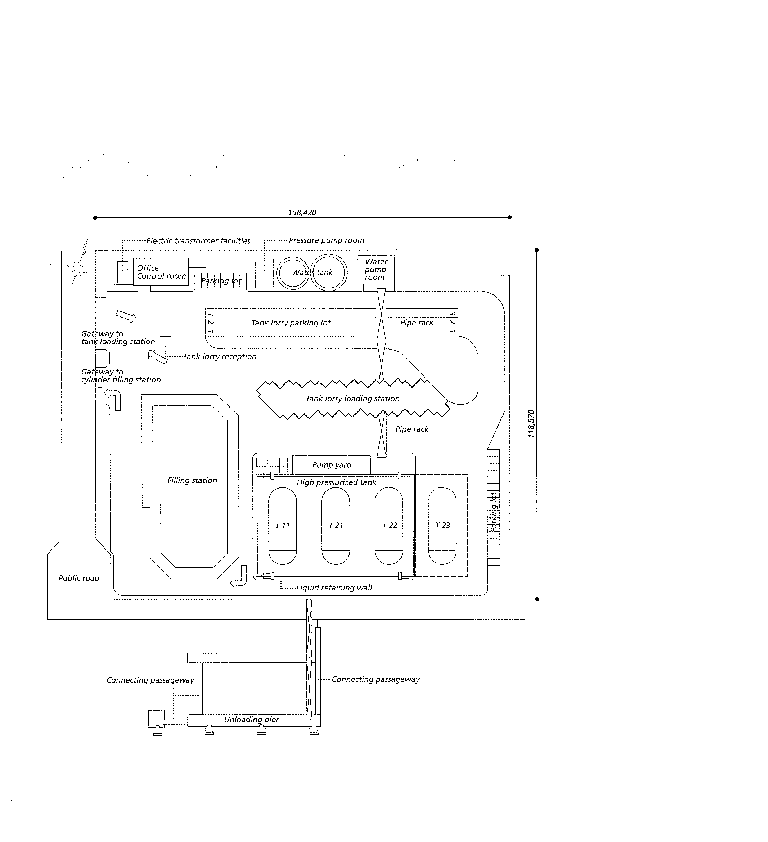 Electric transformer facilities
Pressure pump room
Office
Control room
Parking lot
Water tank
Water
pump
room
Tank lorry parking lot
Pipe rack
Gateway to
tank loading station
Tank lorry reception
Gateway to
cylinder filling station
Tank lorry loading station
Pipe rack
Pump yard
High presurized tank
Filling station
T-21
T-22
T-23
Parking lot
Liquid retaining wall
Public road
Connecting passageway
Connecting passageway
Unloading pier